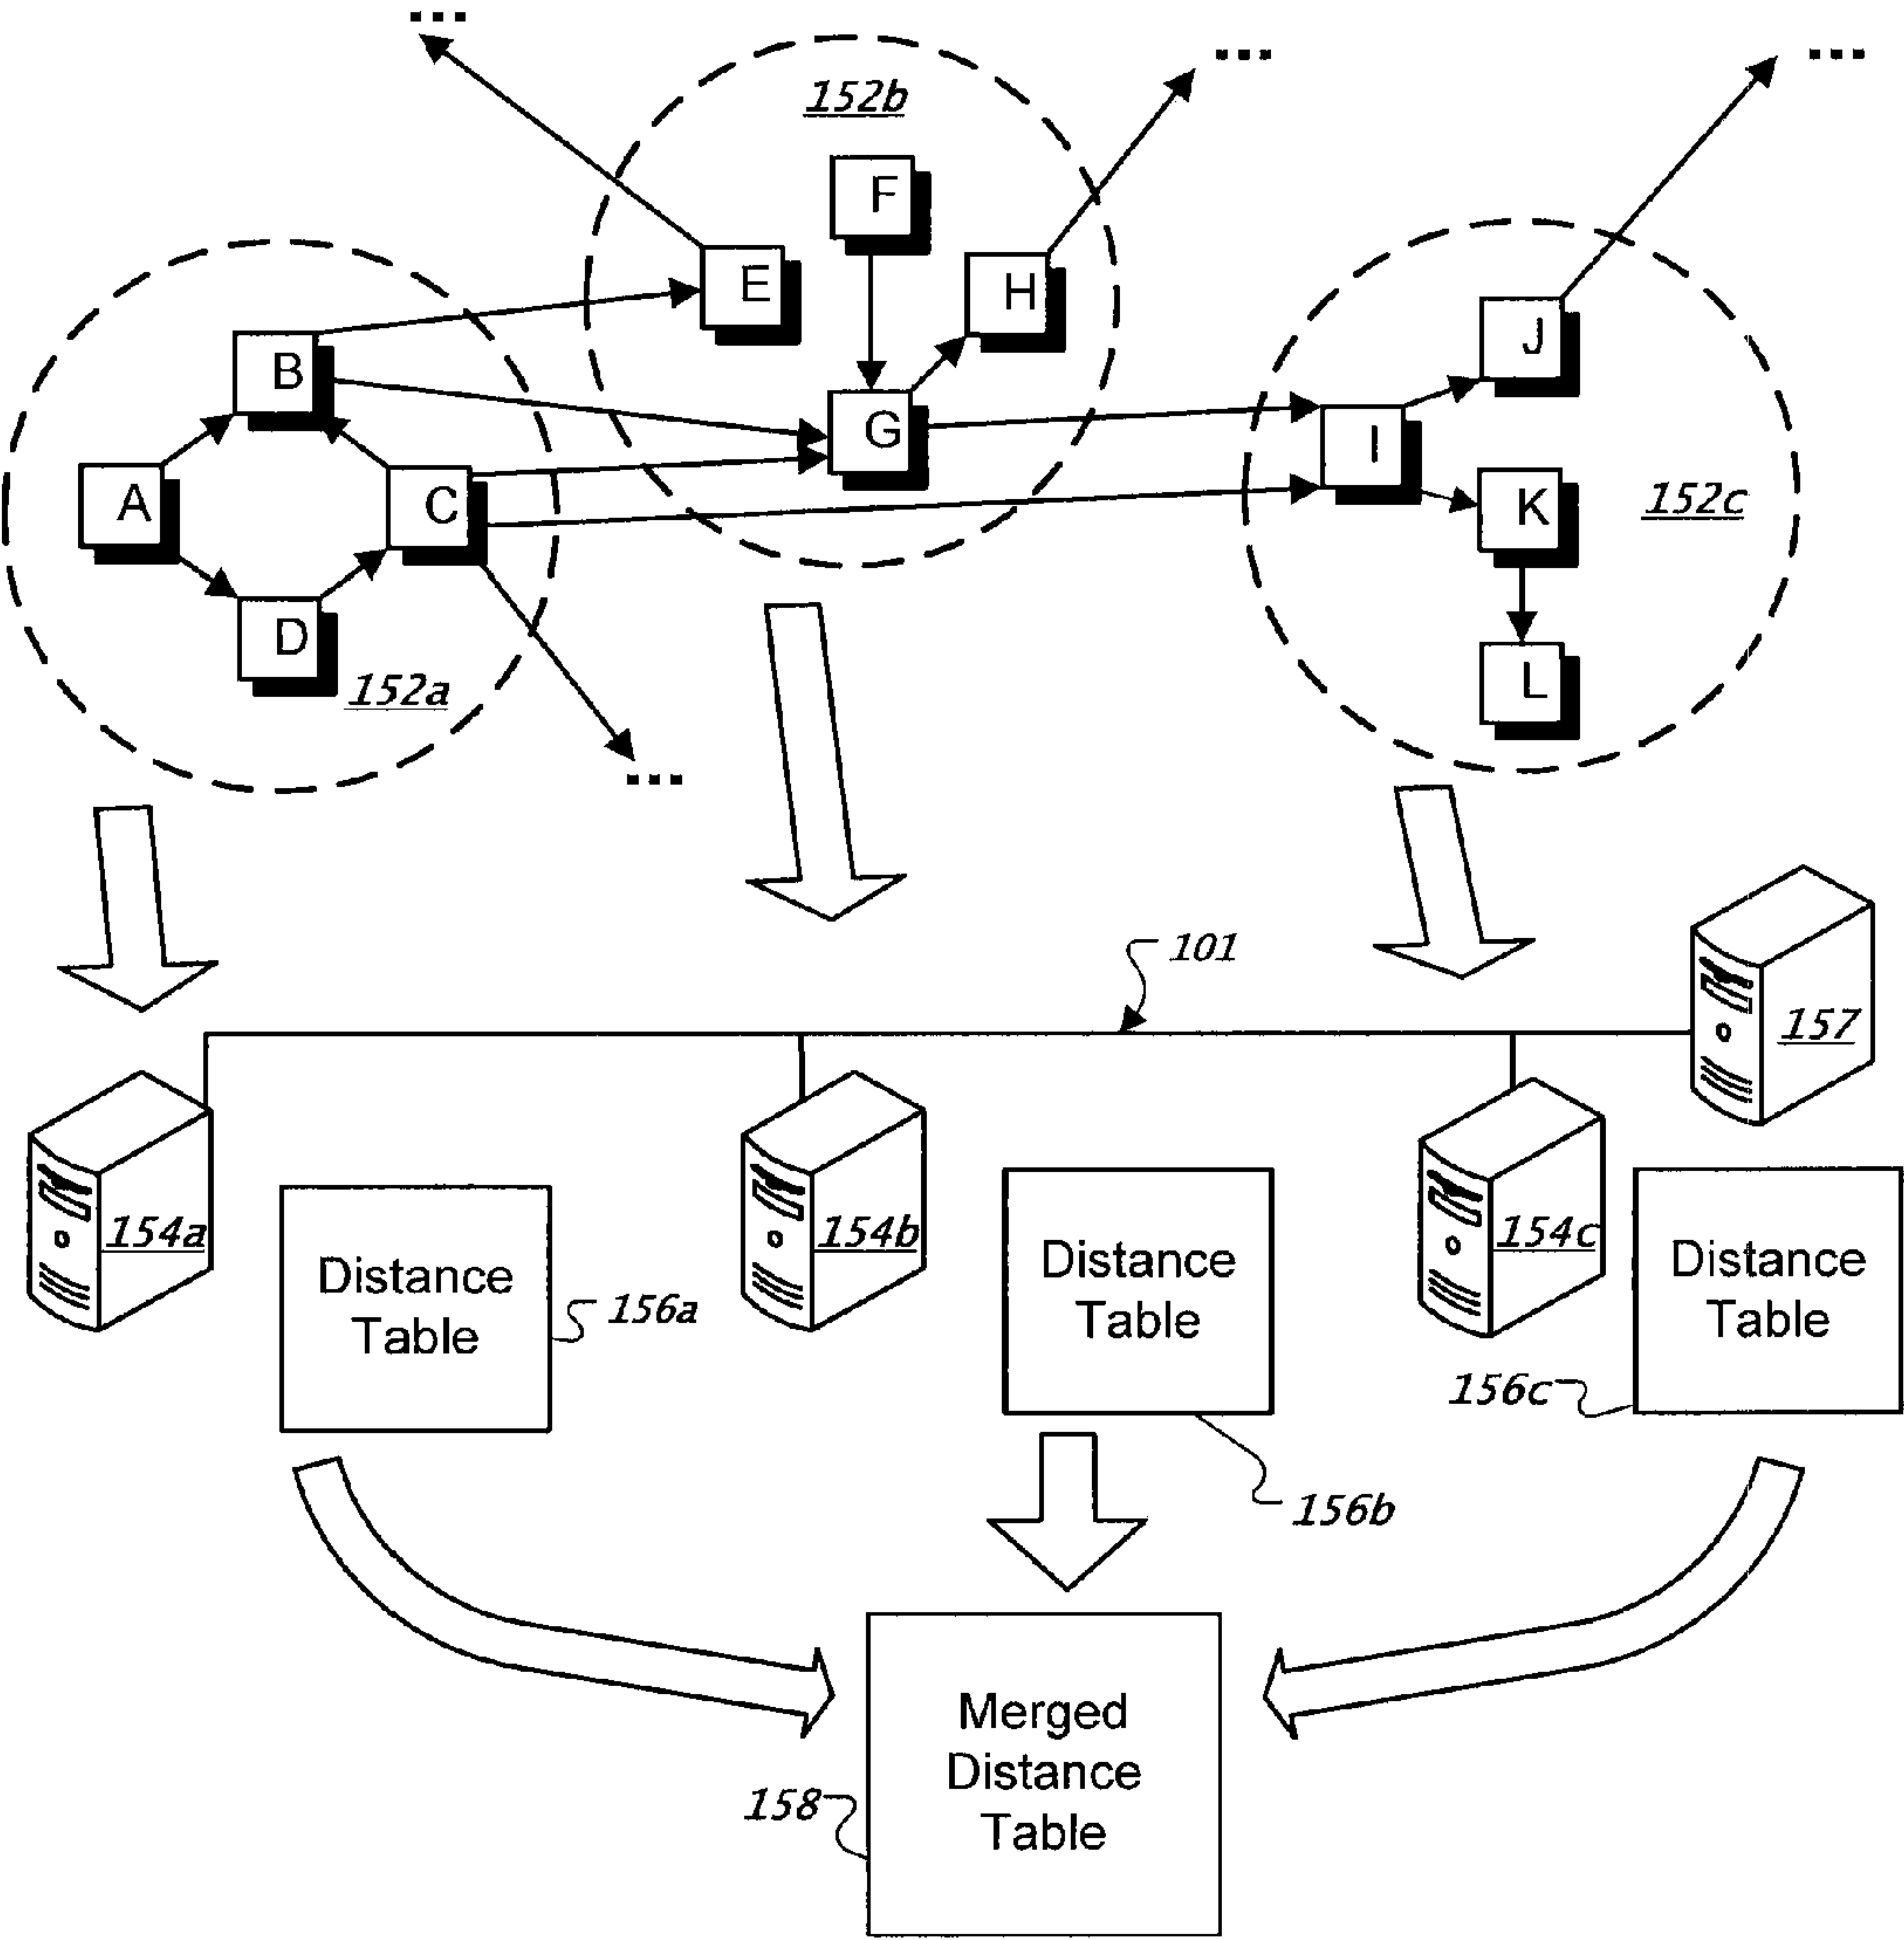 ...
...
...
152b
F
E
H
B
J
G
I
A
C
K
152c
D
152a
L
...
101
157
154a
154b
154c
Distance
Table
156a
Distance
Table
156b
Distance
Table
156c
Merged
Distance
Table
158